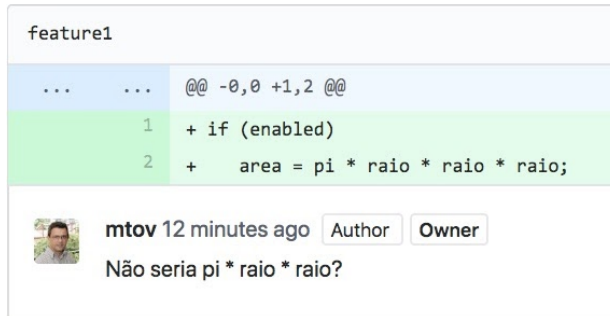 feature1
... ... @@ -0,0 +1,2 @@
1 + if (enabled)
2 + area = pi * raio * raio * raio;
mtov 12 minutes ago Author Owner
Não seria pi * raio * raio?